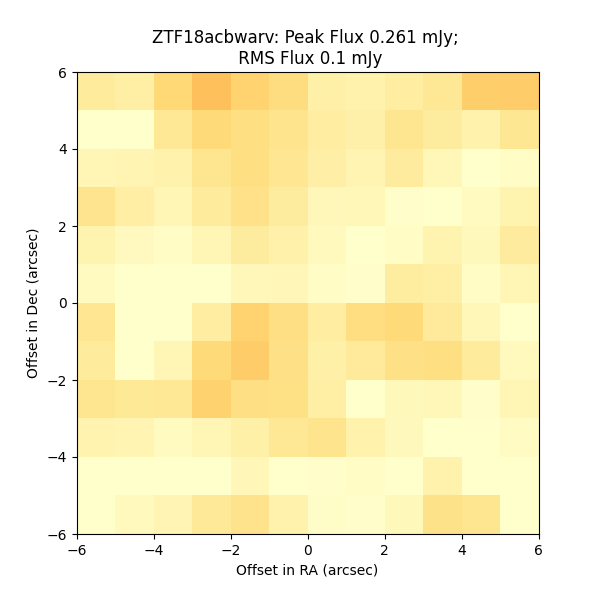 ZTF18acbwarv: Peak Flux 0.261 mJy;
RMS Flux 0.1 mJy
6
4
2
0
−2
−4
−6
Offset in Dec (arcsec)
−6 −4 −2 0 2 4 6
Offset in RA (arcsec)